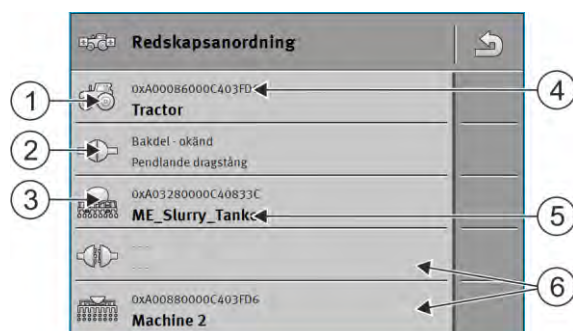 Redskapsanordning
0xA00086000C403FD
Tractor
Bakdel - okänd
Pendlande dragstång
0xA03280000C40833C
ME_Slurry_Tank
----
----
0xA00880000C403FD6
Machine 2
1
2
3
4
5
6